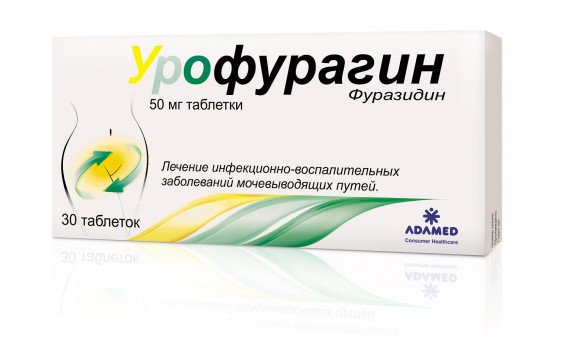 Урофурагин
Фуразидин
50 мг таблетки
Лечение инфекционно-воспалительных
заболеваний мочевыводящих путей.
30 таблеток
ADAMED
Consumer Healthcare